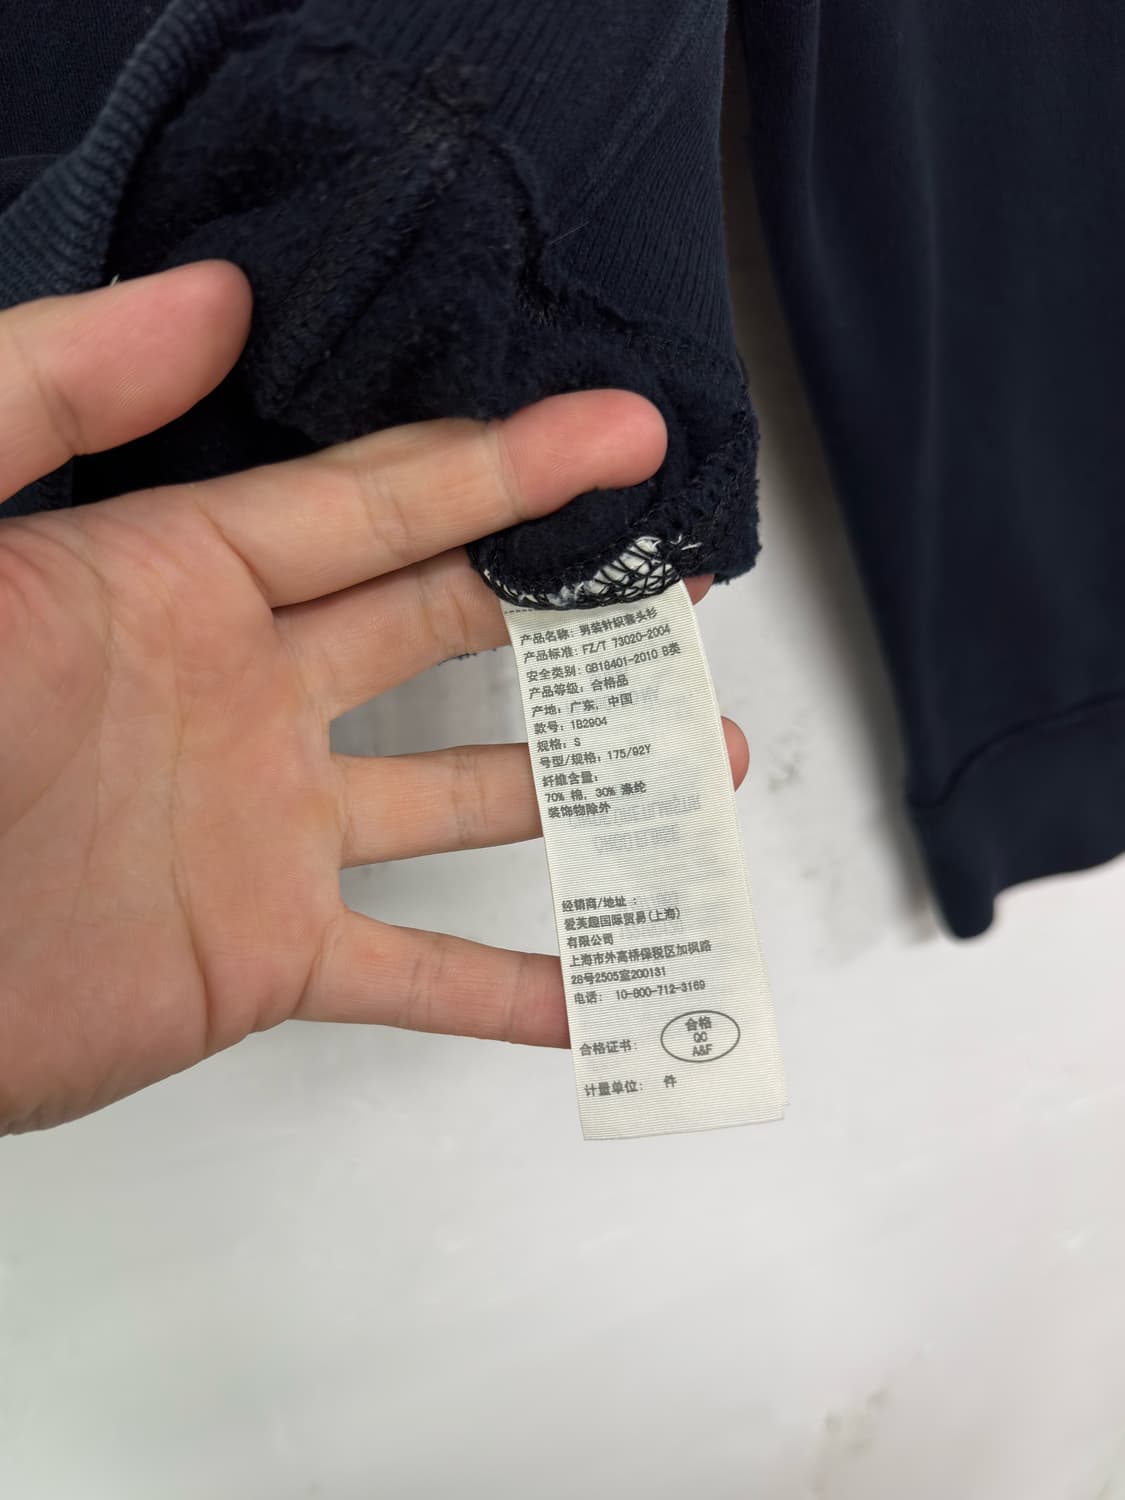 产品名称: 男装针织套头衫
产品标准: FZ/T 73020-2004
安全类别: GB18401-2010 B类
产品等级: 合格品
产地: 广东, 中国
款号: 1B2904
规格: S
号型/规格: 175/92Y
纤维含量:
70% 棉, 30% 涤纶
装饰物除外
经销商/地址 :
爱芙趣国际贸易(上海)
有限公司
上海市外高桥保税区加枫路
28号2505室200131
电话: 10-800-712-3169
合格
QC
A&F
合格证书:
计量单位: 件